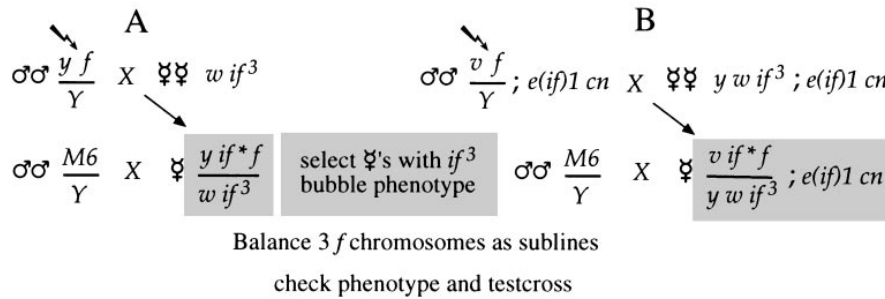 A B
♂♂ y f / Y X ☿☿ w if³ ♂♂ v f / Y ; e(if)1 cn X ☿☿ y w if³ ; e(if)1 cn
♂♂ M6 / Y X ☿ y if* f / w if³ select ☿'s with if³ ♂♂ M6 / Y X ☿ v if* f / y w if³ ; e(if)1 cn
bubble phenotype
Balance 3 f chromosomes as sublines
check phenotype and testcross